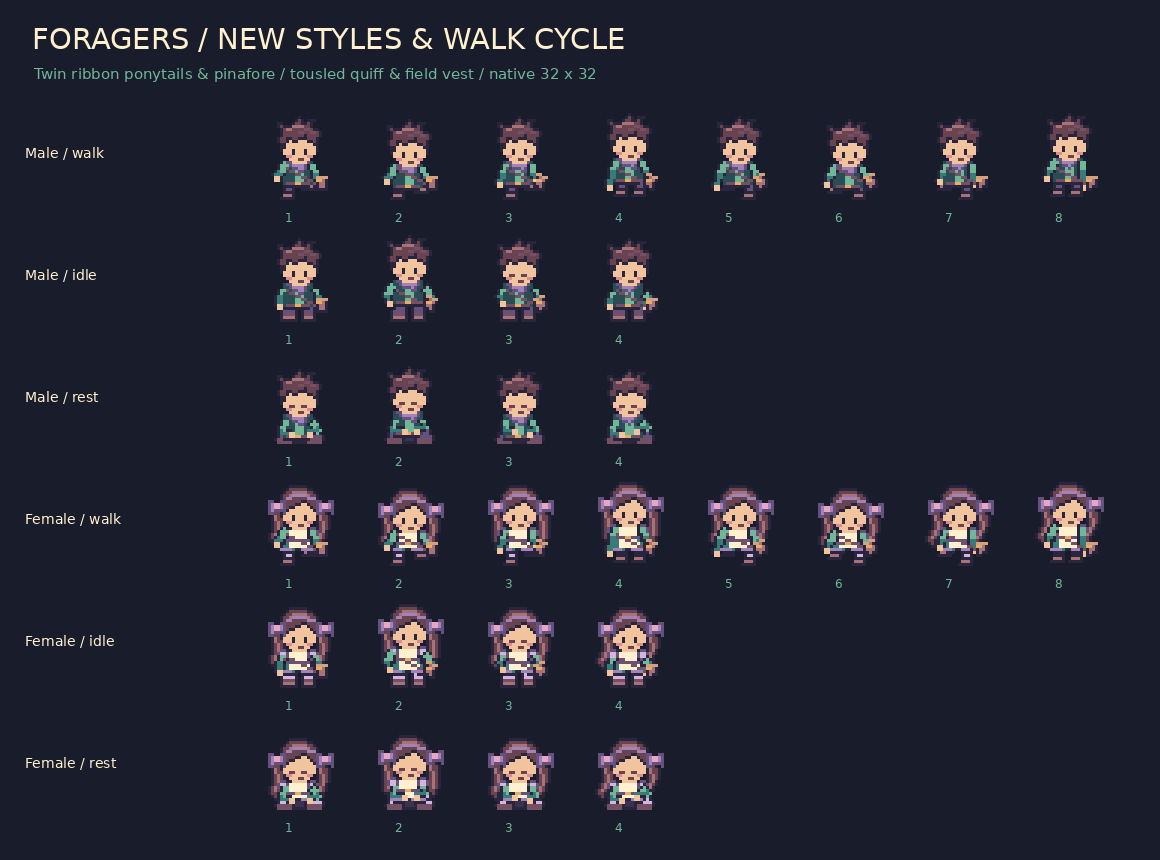 FORAGERS / NEW STYLES & WALK CYCLE
Twin ribbon ponytails & pinafore / tousled quiff & field vest / native 32 x 32
Male / walk
1 2 3 4 5 6 7 8
Male / idle
1 2 3 4
Male / rest
1 2 3 4
Female / walk
1 2 3 4 5 6 7 8
Female / idle
1 2 3 4
Female / rest
1 2 3 4